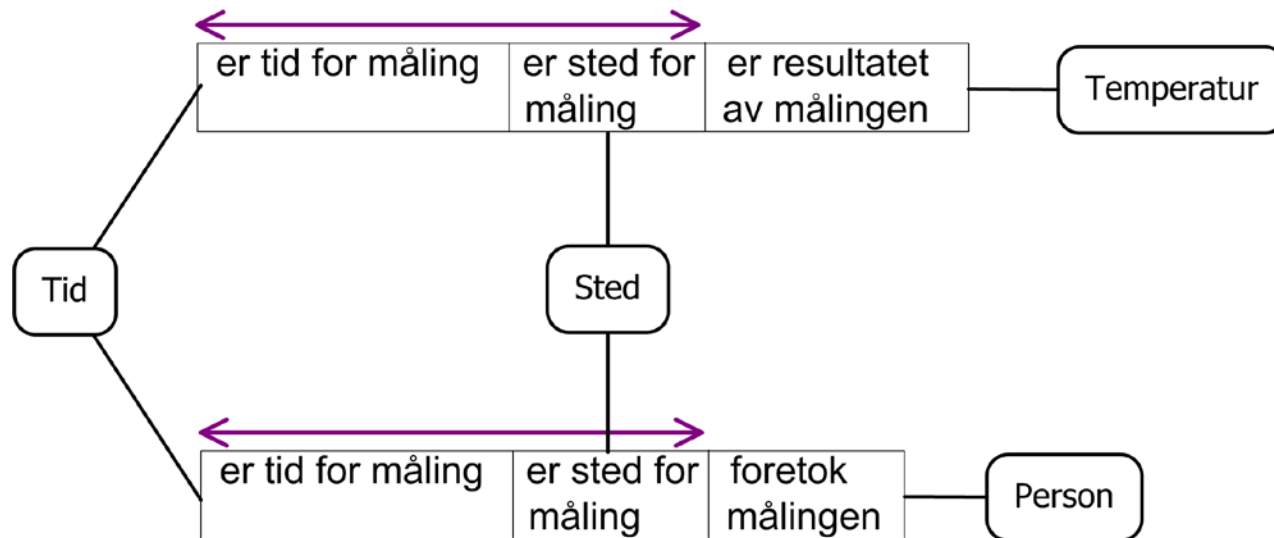 er tid for måling
er sted for
måling
er resultatet
av målingen
Temperatur
Tid
Sted
er tid for måling
er sted for
måling
foretok
målingen
Person